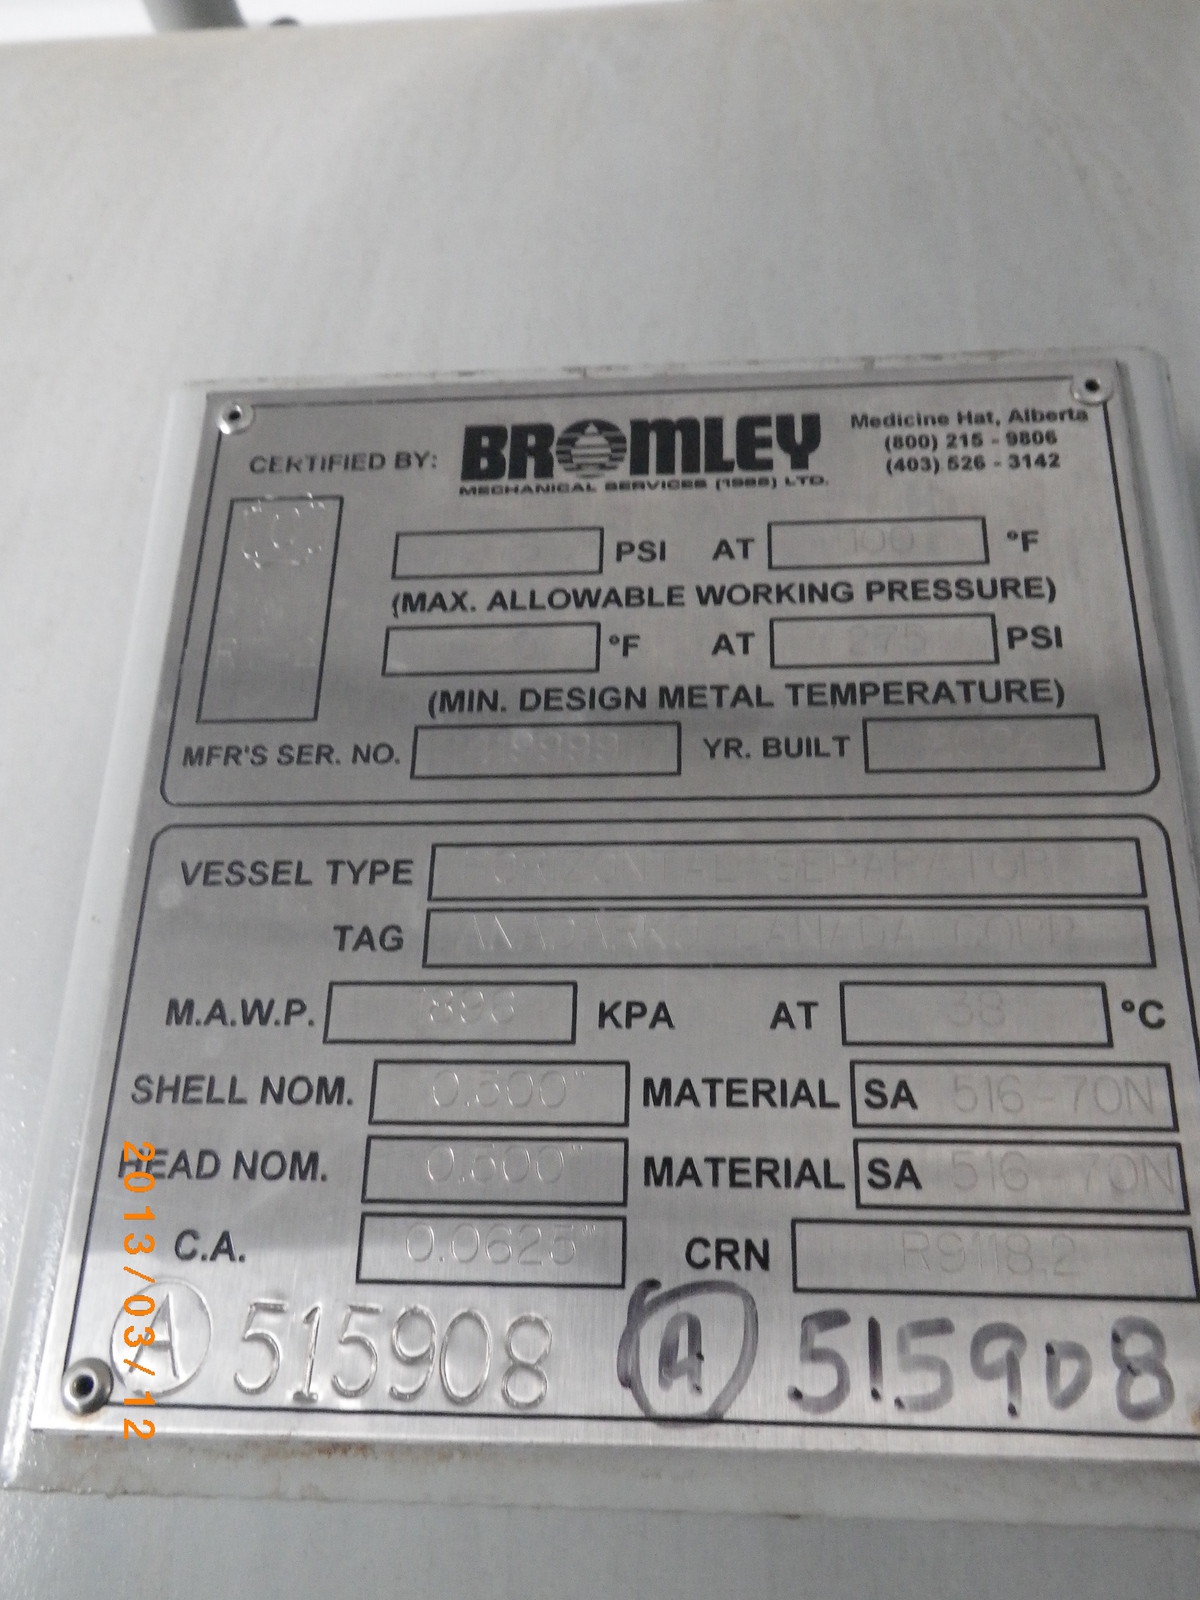 CERTIFIED BY: BROMLEY
MECHANICAL SERVICES (1986) LTD.
Medicine Hat, Alberta
(800) 215 - 9806
(403) 526 - 3142
U
PSI AT 100 °F
(MAX. ALLOWABLE WORKING PRESSURE)
°F AT 275 PSI
(MIN. DESIGN METAL TEMPERATURE)
MFR'S SER. NO. YR. BUILT
VESSEL TYPE HORIZONTAL SEPARATOR
TAG ANADARKO CANADA CORP.
M.A.W.P. 1896 KPA AT 38 °C
SHELL NOM. 0.500" MATERIAL SA 516-70N
HEAD NOM. 0.500" MATERIAL SA 516-70N
C.A. 0.0625" CRN R9118.2
A 515908 A 515908
2013/03/12